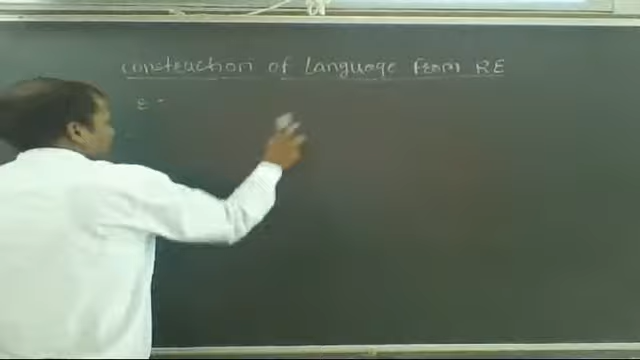 construction of Language from RE
ε -